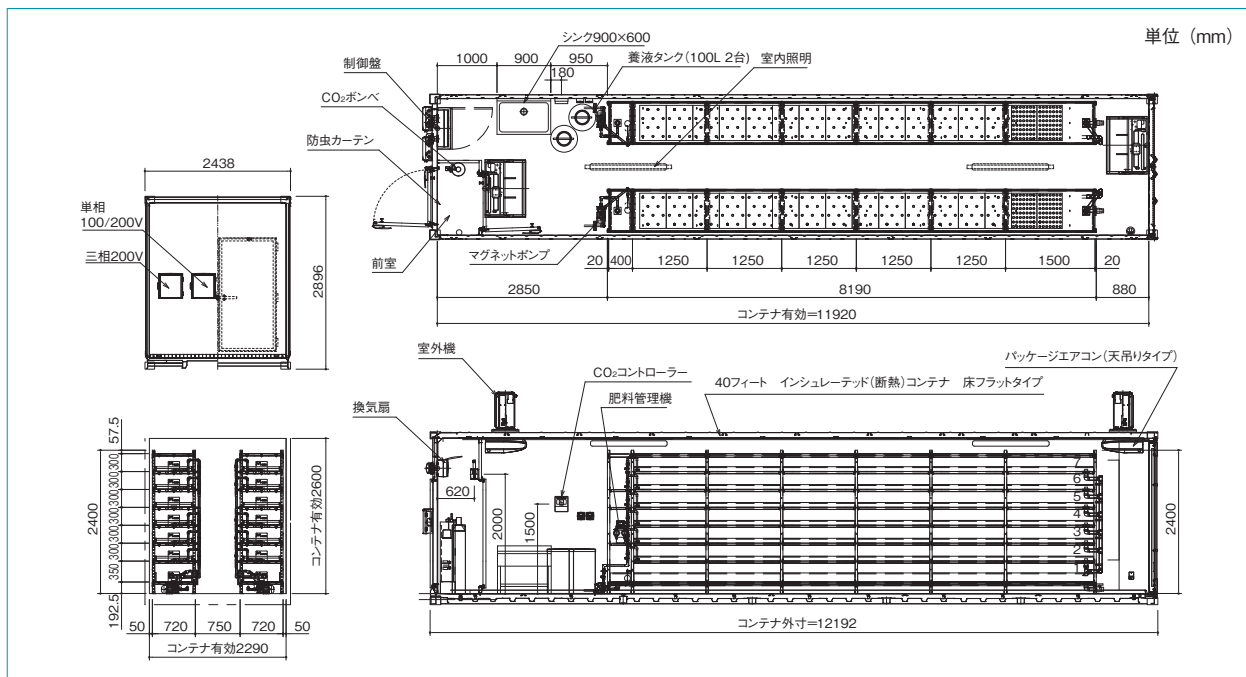 単位（mm）
シンク900×600
養液タンク（100L 2台）
室内照明
1000 900 950
180
制御盤
CO₂ボンベ
防虫カーテン
前室
マグネットポンプ
20 400 1250 1250 1250 1250 1250 1500 20
2850 8190 880
コンテナ有効=11920
2438
単相
100/200V
三相200V
2896
室外機
CO₂コントローラー
肥料管理機
40フィート インシュレーテッド（断熱）コンテナ 床フラットタイプ
パッケージエアコン（天吊りタイプ）
換気扇
620
2000
1500
7
6
5
4
3
2
1
2400
コンテナ外寸=12192
57.5
300
300
300
300
300
300
350
192.5
2400
コンテナ有効2600
50 720 750 720 50
コンテナ有効2290